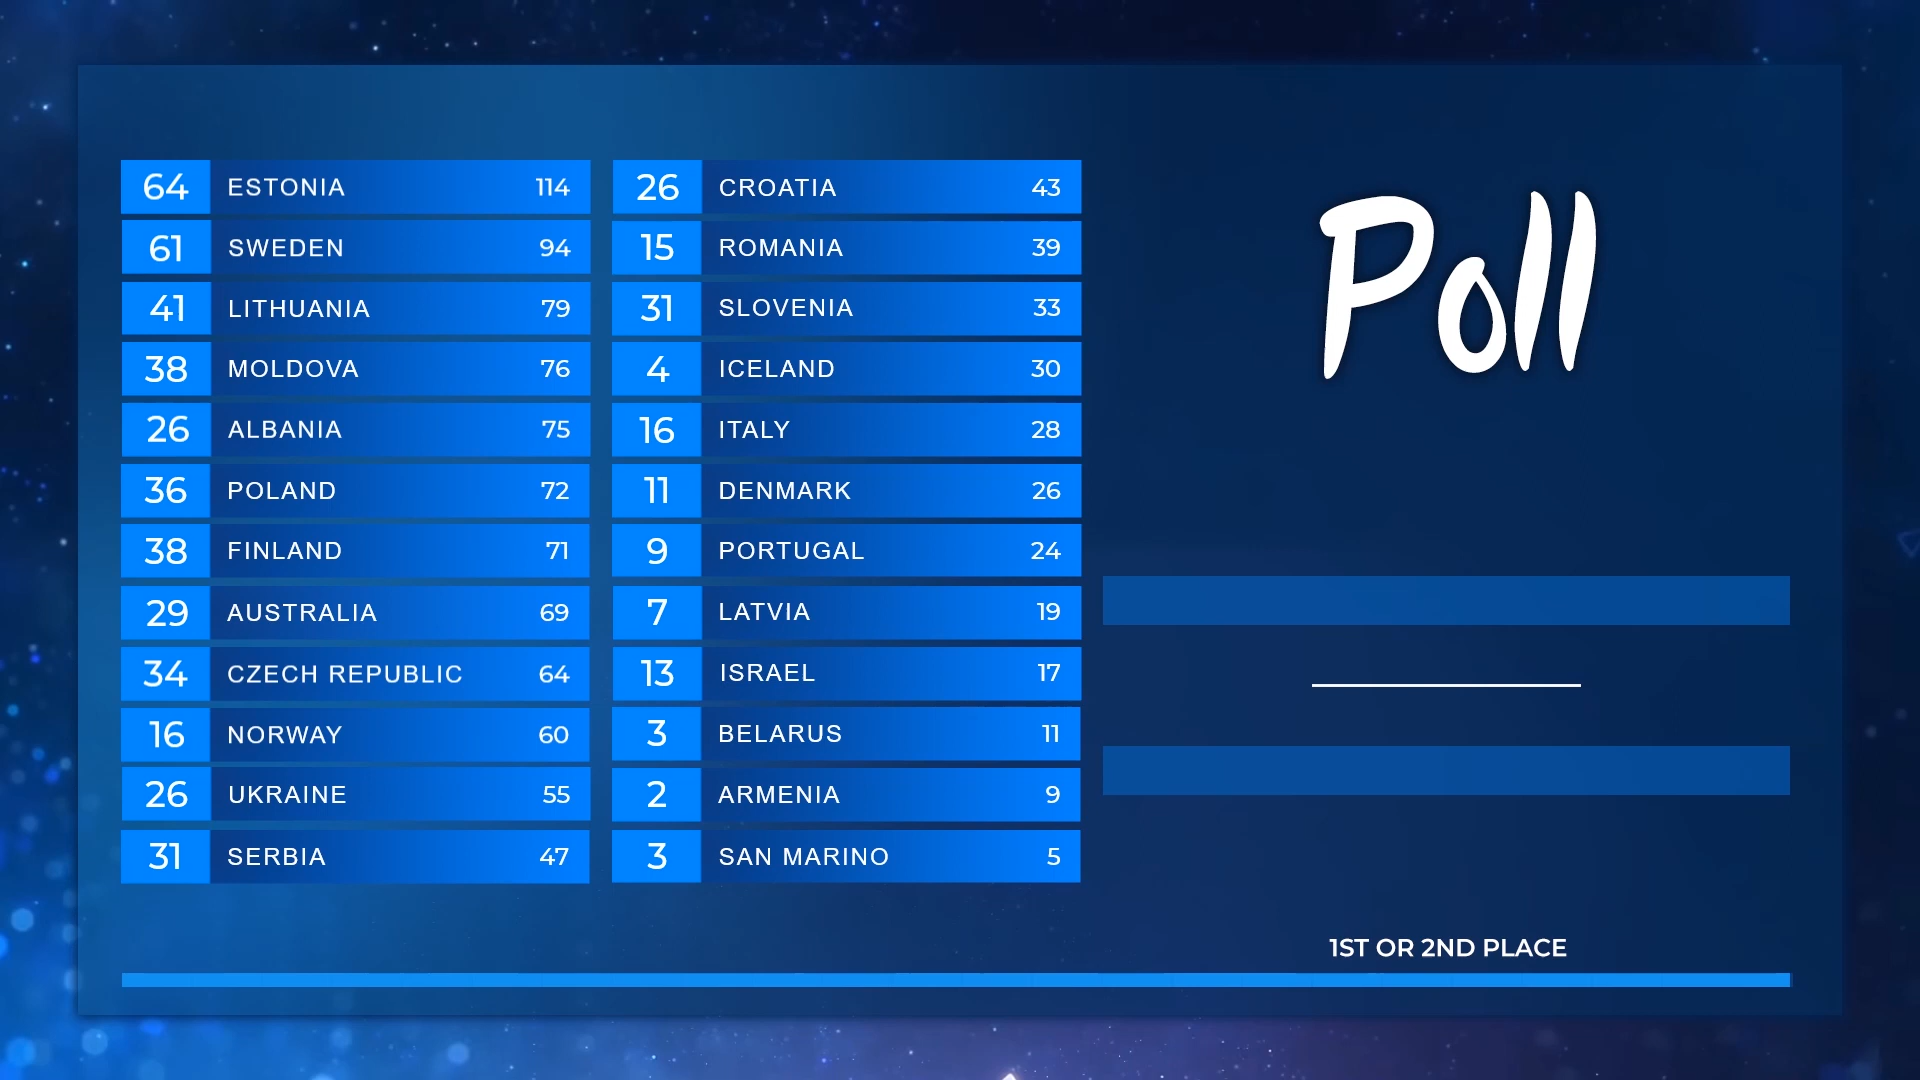 64 ESTONIA 114
61 SWEDEN 94
41 LITHUANIA 79
38 MOLDOVA 76
26 ALBANIA 75
36 POLAND 72
38 FINLAND 71
29 AUSTRALIA 69
34 CZECH REPUBLIC 64
16 NORWAY 60
26 UKRAINE 55
31 SERBIA 47
26 CROATIA 43
15 ROMANIA 39
31 SLOVENIA 33
4 ICELAND 30
16 ITALY 28
11 DENMARK 26
9 PORTUGAL 24
7 LATVIA 19
13 ISRAEL 17
3 BELARUS 11
2 ARMENIA 9
3 SAN MARINO 5
Poll
1ST OR 2ND PLACE